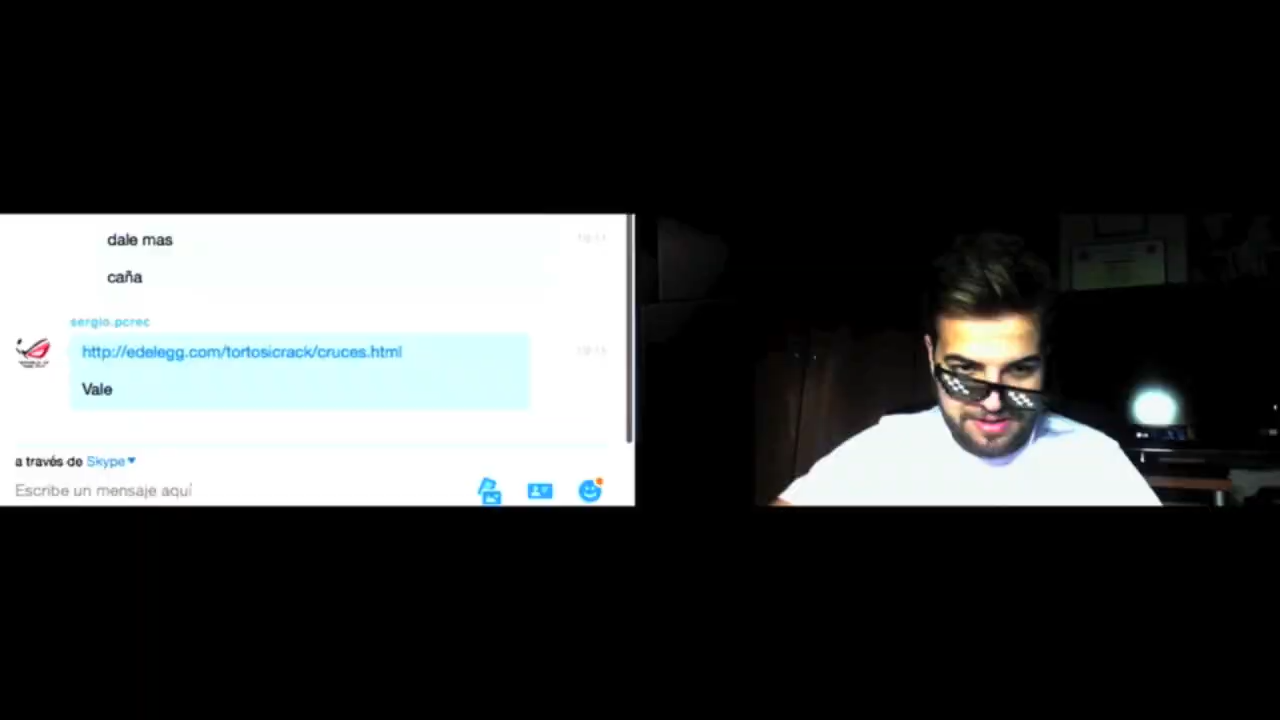 dale mas
caña
sergio.pcrec
http://edelegg.com/tortosicrack/cruces.html
Vale
a través de Skype
Escribe un mensaje aquí